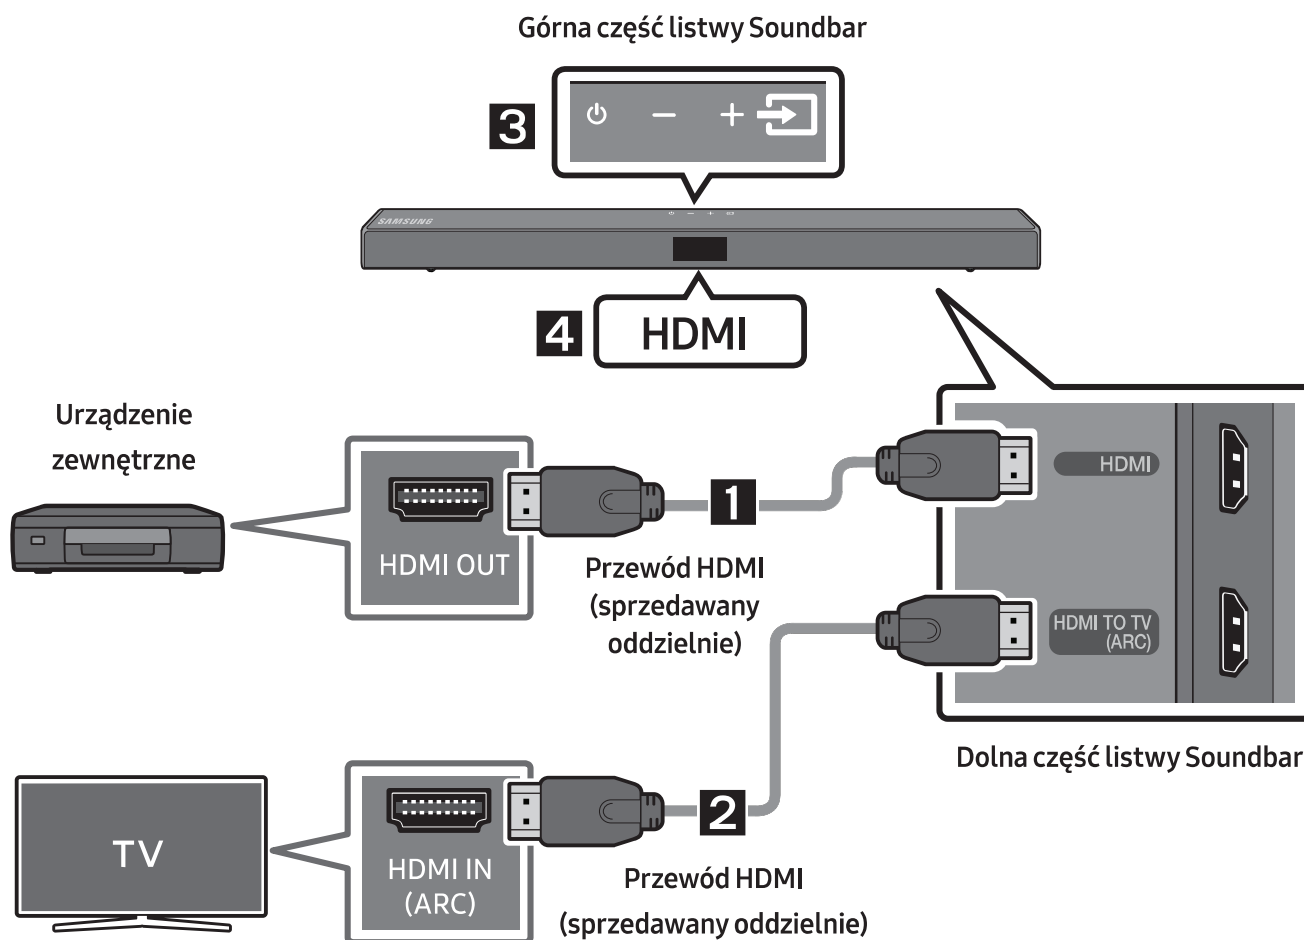 Górna część listwy Soundbar
3
SAMSUNG
4
HDMI
Urządzenie
zewnętrzne
HDMI OUT
1
Przewód HDMI
(sprzedawany
oddzielnie)
HDMI
HDMI TO TV
(ARC)
Dolna część listwy Soundbar
TV
HDMI IN
(ARC)
2
Przewód HDMI
(sprzedawany oddzielnie)